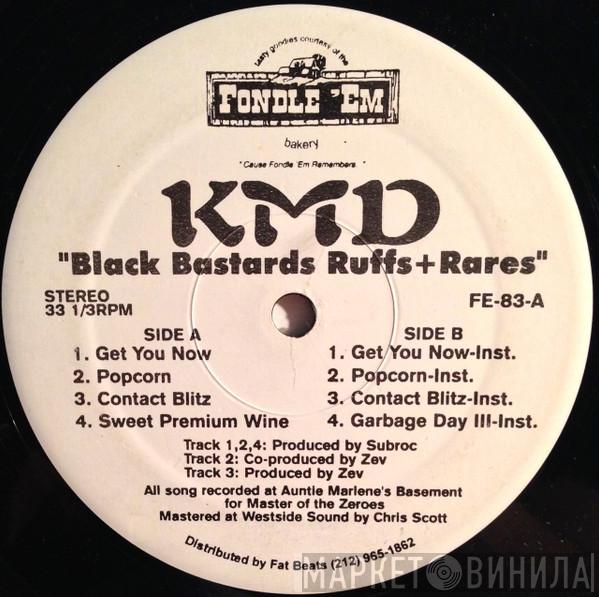 tasty goodies courtesy of the
FONDLE 'EM
bakery
"Cause Fondle 'Em Remembers."
KMD
"Black Bastards Ruffs+Rares"
STEREO
33 1/3RPM
FE-83-A
SIDE A
1. Get You Now
2. Popcorn
3. Contact Blitz
4. Sweet Premium Wine
SIDE B
1. Get You Now-Inst.
2. Popcorn-Inst.
3. Contact Blitz-Inst.
4. Garbage Day III-Inst.
Track 1,2,4: Produced by Subroc
Track 2: Co-produced by Zev
Track 3: Produced by Zev
All song recorded at Auntie Marlene's Basement
for Master of the Zeroes
Mastered at Westside Sound by Chris Scott
Distributed by Fat Beats (212) 965-1862
МАРКЕТ ВИНИЛА